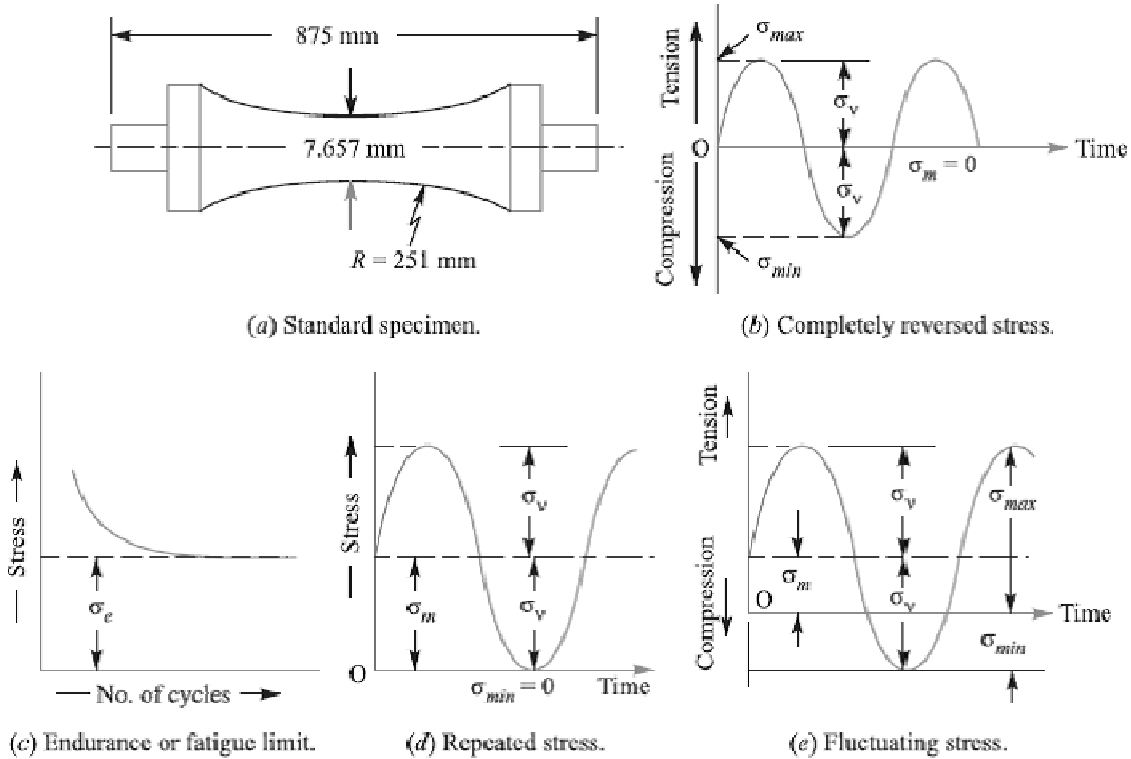 875 mm
7.657 mm
R = 251 mm
(a) Standard specimen.
Tension
Compression
σmax
σv
O
Time
σm = 0
σv
σmin
(b) Completely reversed stress.
Stress
σe
No. of cycles
(c) Endurance or fatigue limit.
Stress
σv
σm
σv
O
σmin = 0
Time
(d) Repeated stress.
Tension
Compression
σv
σmax
σm
σv
O
Time
σmin
(e) Fluctuating stress.